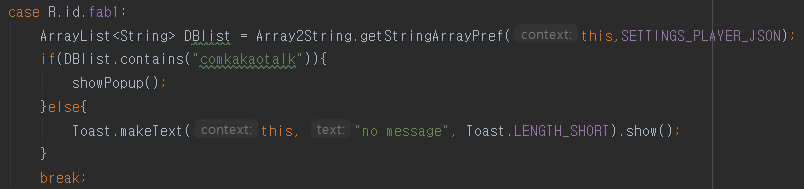 case R.id.fab1:
ArrayList<String> DBlist = Array2String.getStringArrayPref( context: this,SETTINGS_PLAYER_JSON);
if(DBlist.contains("comkakaotalk")){
showPopup();
}else{
Toast.makeText( context: this, text: "no message", Toast.LENGTH_SHORT).show();
}
break;